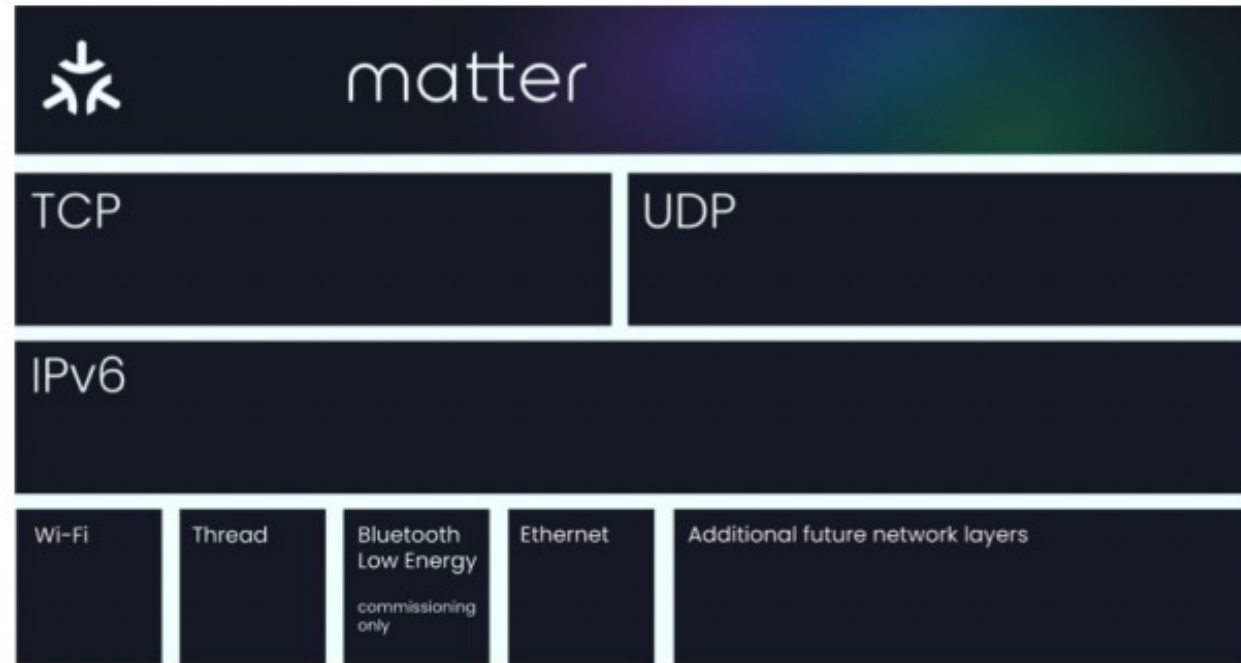 matter
TCP
UDP
IPv6
Wi-Fi
Thread
Bluetooth
Low Energy
commissioning
only
Ethernet
Additional future network layers